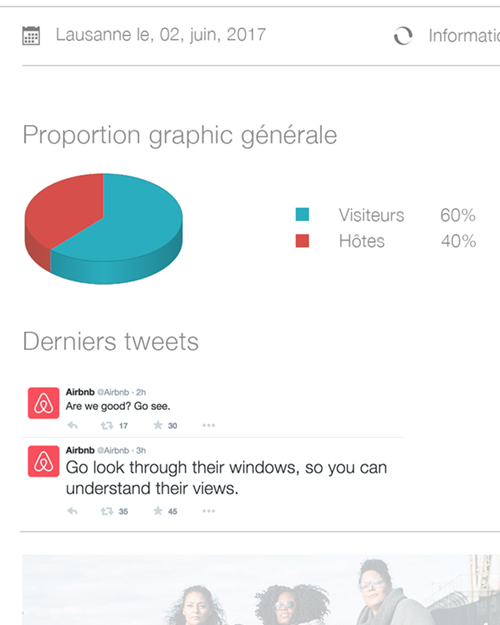 Lausanne le, 02, juin, 2017
Informatio
Proportion graphic générale
Visiteurs 60%
Hôtes 40%
Derniers tweets
Airbnb @Airbnb · 2h
Are we good? Go see.
17 30
Airbnb @Airbnb · 3h
Go look through their windows, so you can
understand their views.
35 45